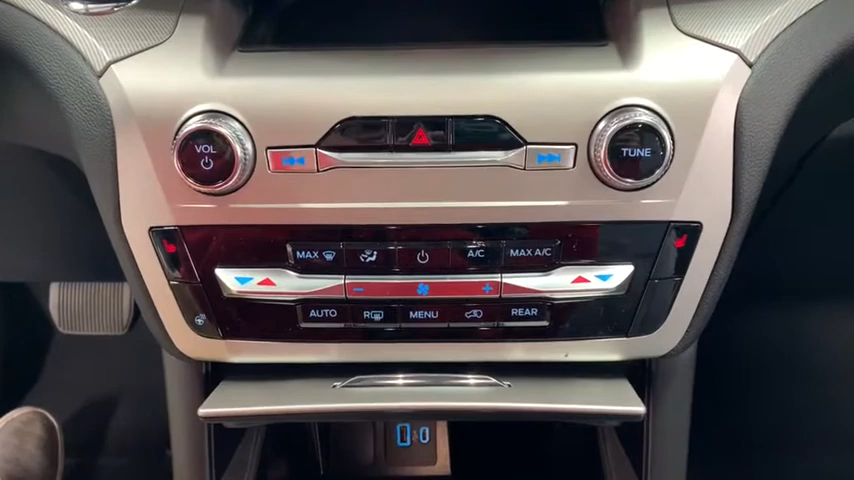 VOL
TUNE
MAX
A/C
MAX A/C
AUTO
R
MENU
REAR